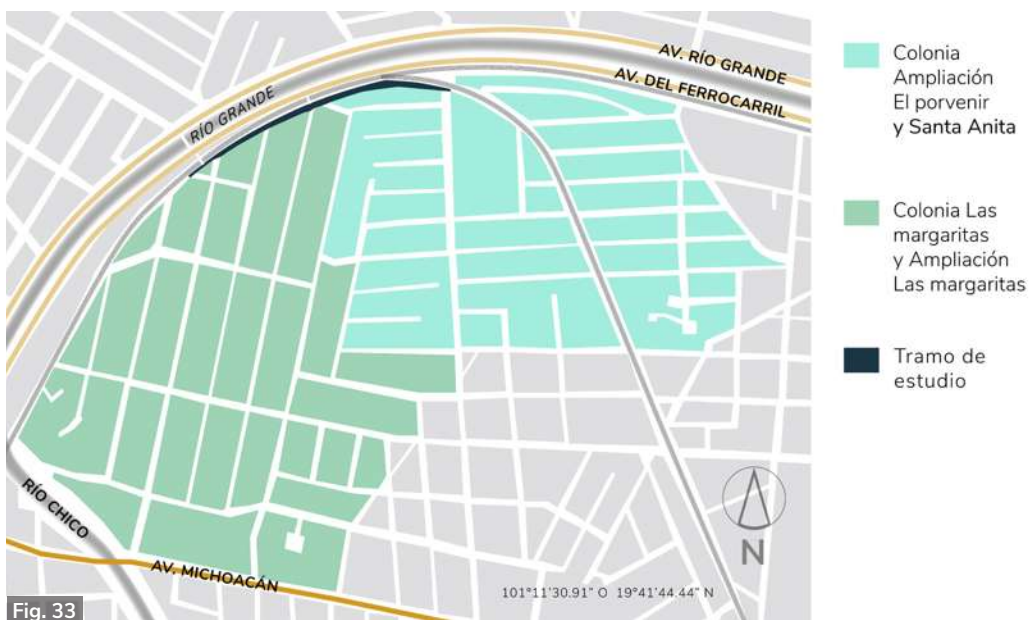 AV. RÍO GRANDE
AV. DEL FERROCARRIL
RÍO GRANDE
RÍO CHICO
AV. MICHOACÁN
N
101°11'30.91" O 19°41'44.44" N
Fig. 33
Colonia
Ampliación
El porvenir
y Santa Anita
Colonia Las
margaritas
y Ampliación
Las margaritas
Tramo de
estudio